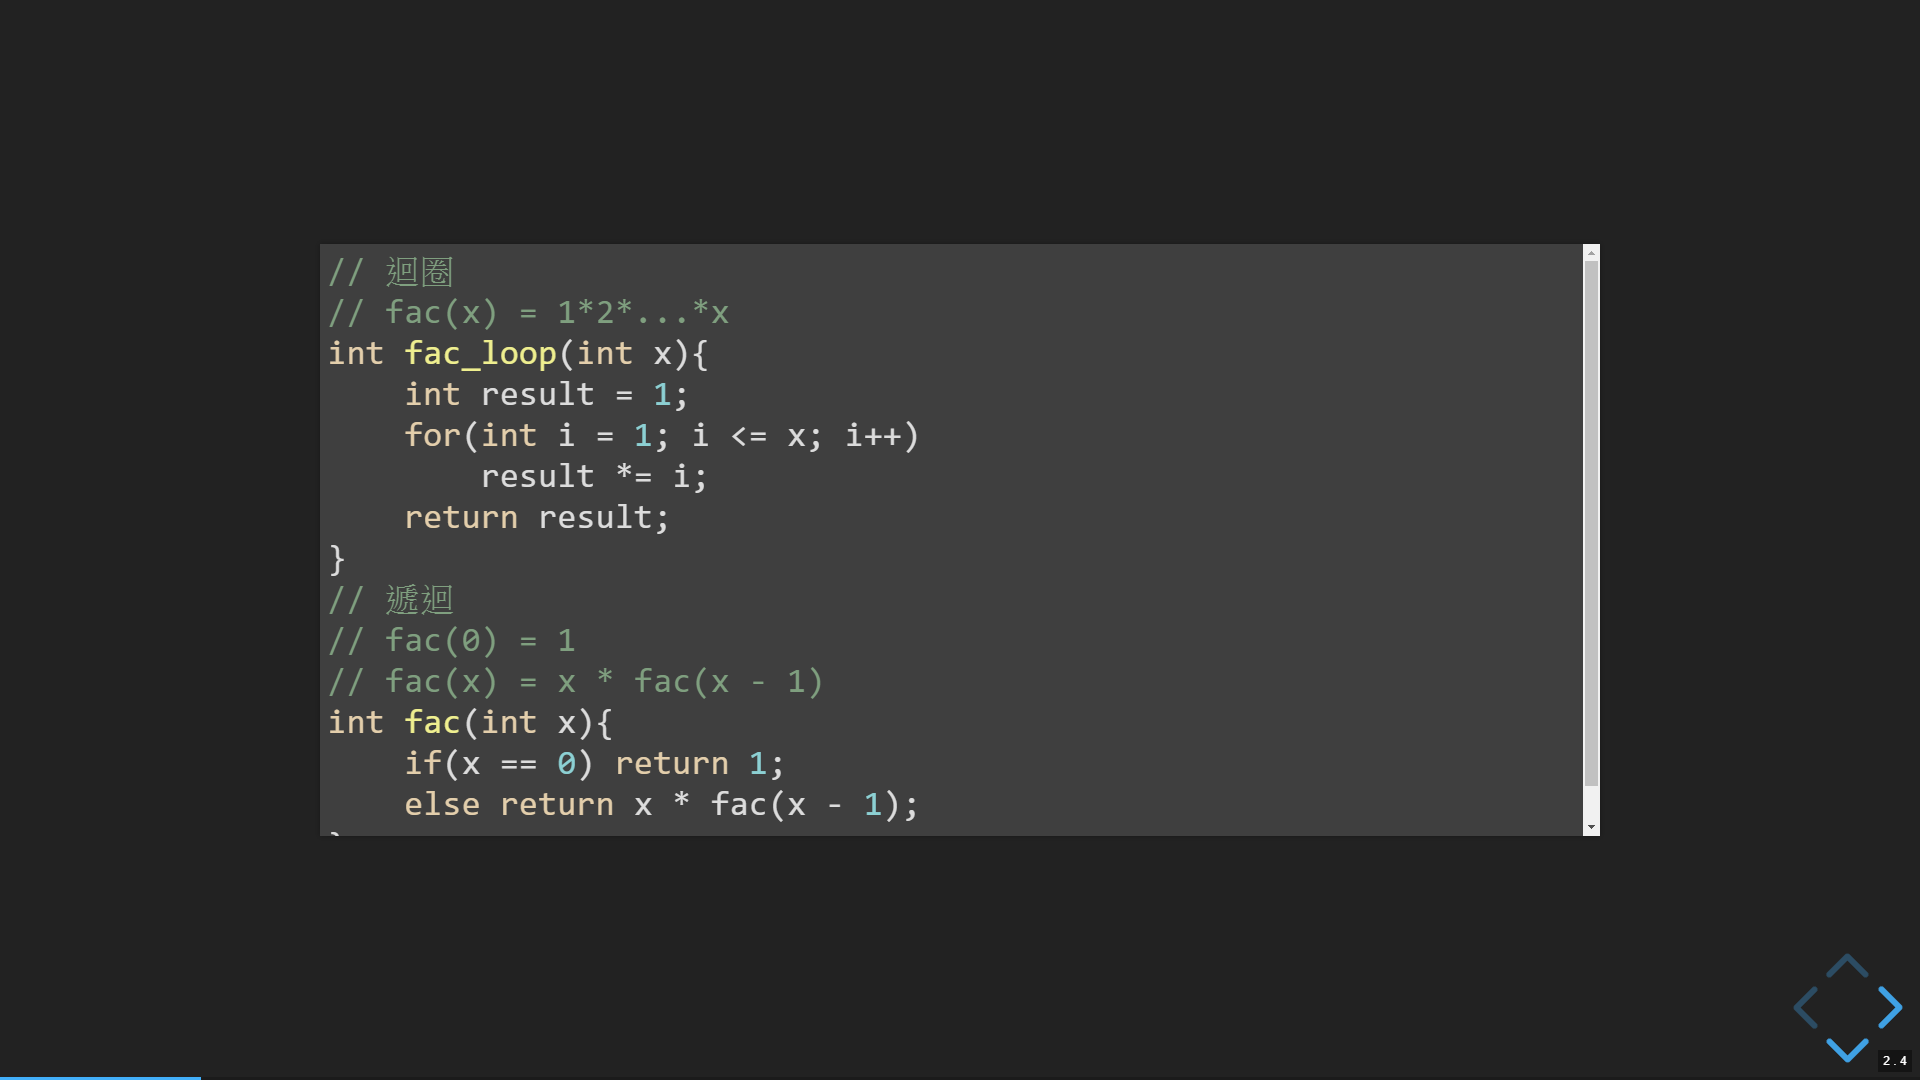 // 迴圈
// fac(x) = 1*2*...*x
int fac_loop(int x){
    int result = 1;
    for(int i = 1; i <= x; i++)
        result *= i;
    return result;
}
// 遞迴
// fac(0) = 1
// fac(x) = x * fac(x - 1)
int fac(int x){
    if(x == 0) return 1;
    else return x * fac(x - 1);
2.4